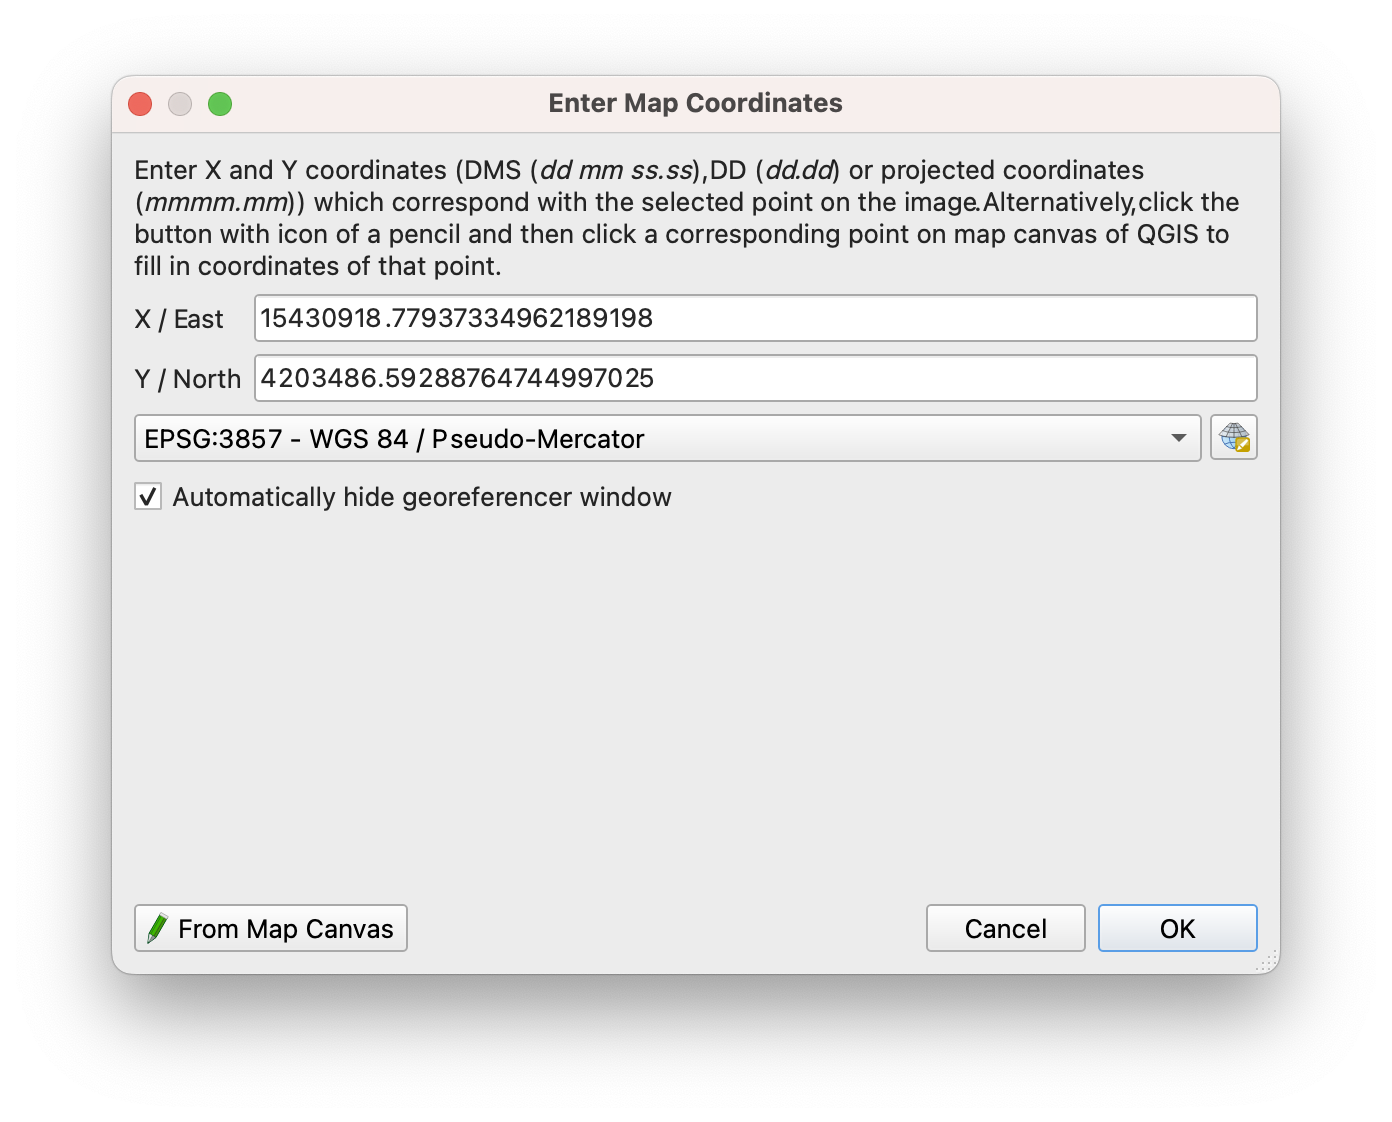 Enter Map Coordinates
Enter X and Y coordinates (DMS (dd mm ss.ss),DD (dd.dd) or projected coordinates
(mmmm.mm)) which correspond with the selected point on the image.Alternatively,click the
button with icon of a pencil and then click a corresponding point on map canvas of QGIS to
fill in coordinates of that point.
X / East 15430918.77937334962189198
Y / North 4203486.59288764744997025
EPSG:3857 - WGS 84 / Pseudo-Mercator
Automatically hide georeferencer window
From Map Canvas Cancel OK